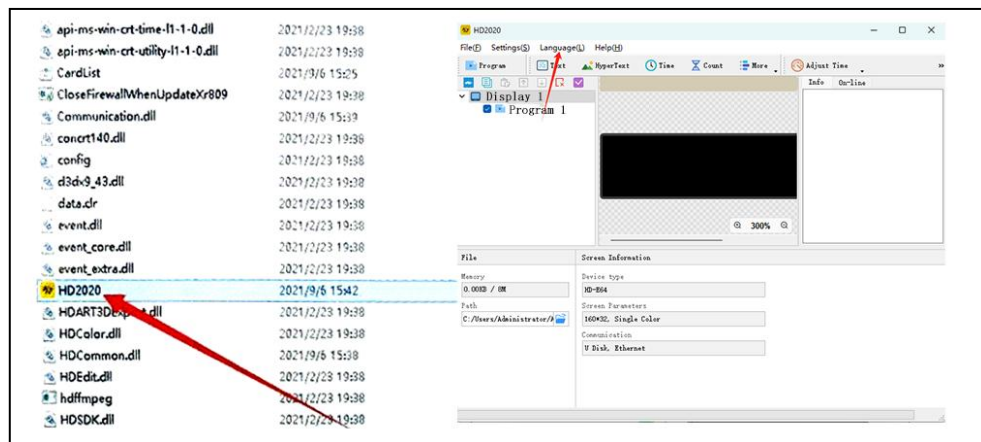 api-ms-win-crt-time-l1-1-0.dll 2021/2/23 19:38
api-ms-win-crt-utility-l1-1-0.dll 2021/2/23 19:38
CardList 2021/9/6 15:25
CloseFirewallWhenUpdateXr809 2021/2/23 19:38
Communication.dll 2021/9/6 15:39
concrt140.dll 2021/2/23 19:38
config 2021/2/23 19:38
d3dx9_43.dll 2021/2/23 19:38
data.clr 2021/2/23 19:38
event.dll 2021/2/23 19:38
event_core.dll 2021/2/23 19:38
event_extra.dll 2021/2/23 19:38
HD2020 2021/9/6 15:42
2021/2/23 19:38
HDColor.dll 2021/2/23 19:38
HDCommon.dll 2021/9/6 15:38
HDEdit.dll 2021/2/23 19:38
hdffmpeg 2021/2/23 19:38
HDSDK.dll 2021/2/23 19:38
HD2020
File(F) Settings(S) Language(L) Help(H)
Program Text HyperText Time Count More Adjust Time »
Display 1
Program 1
Info On-line
300%
File
Screen Information
Memory
0.00KB / 8M
Path
C:/Users/Administrator/
Device type
HD-E64
Screen Parameters
160*32, Single Color
Communication
U Disk, Ethernet